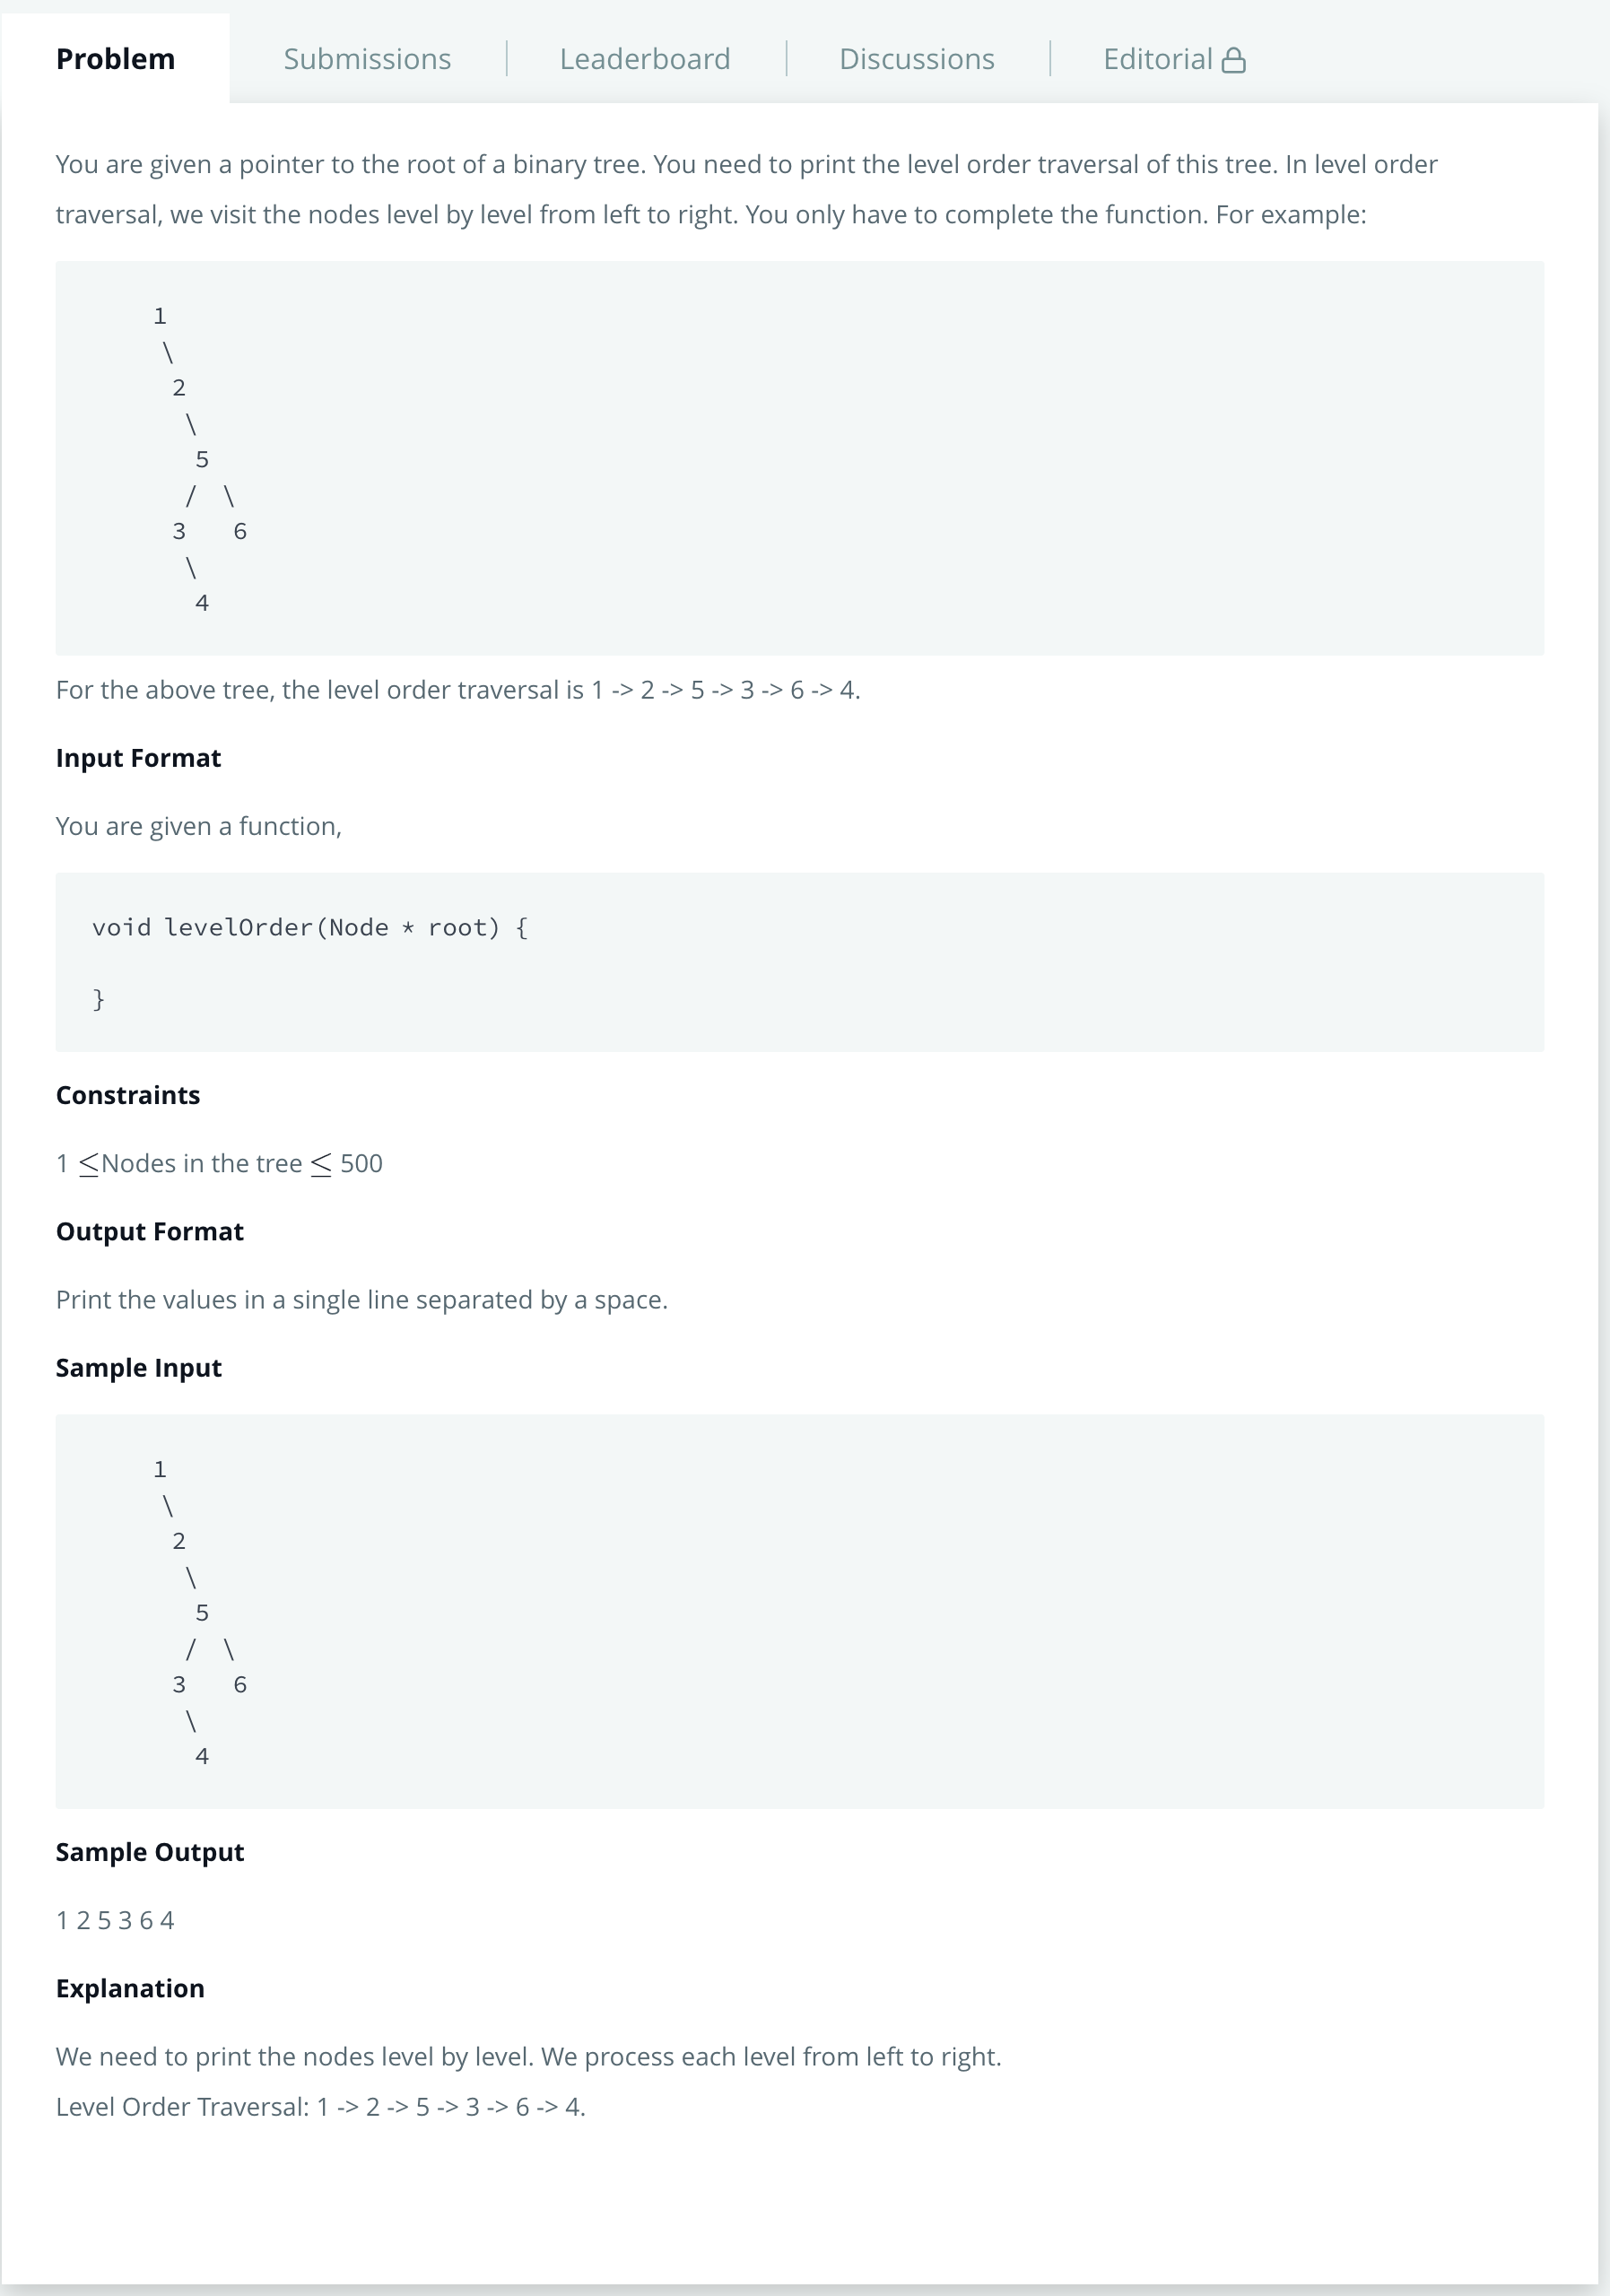 Problem
Submissions
Leaderboard
Discussions
Editorial
You are given a pointer to the root of a binary tree. You need to print the level order traversal of this tree. In level order
traversal, we visit the nodes level by level from left to right. You only have to complete the function. For example:
1
\
2
\
5
/ \
3 6
\
4
For the above tree, the level order traversal is 1 -> 2 -> 5 -> 3 -> 6 -> 4.
Input Format
You are given a function,
void levelOrder(Node * root) {
}
Constraints
1 ≤Nodes in the tree ≤ 500
Output Format
Print the values in a single line separated by a space.
Sample Input
1
\
2
\
5
/ \
3 6
\
4
Sample Output
1 2 5 3 6 4
Explanation
We need to print the nodes level by level. We process each level from left to right.
Level Order Traversal: 1 -> 2 -> 5 -> 3 -> 6 -> 4.